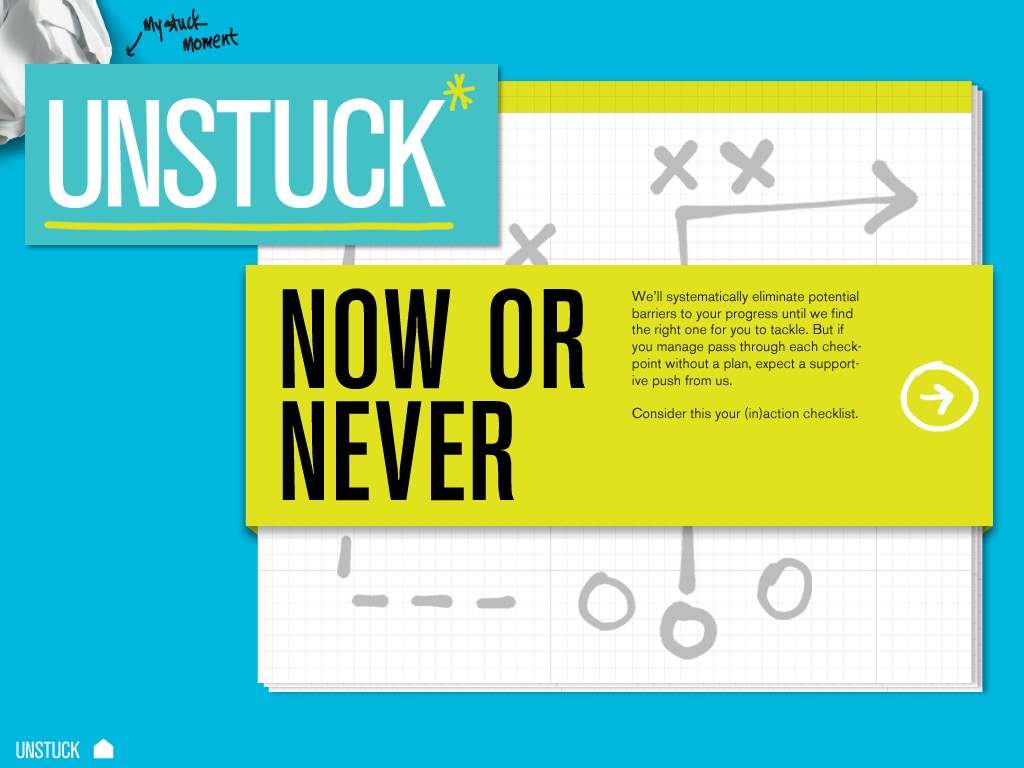 My stuck
moment
UNSTUCK*
NOW OR
NEVER
We'll systematically eliminate potential
barriers to your progress until we find
the right one for you to tackle. But if
you manage pass through each check-
point without a plan, expect a support-
ive push from us.
Consider this your (in)action checklist.
UNSTUCK